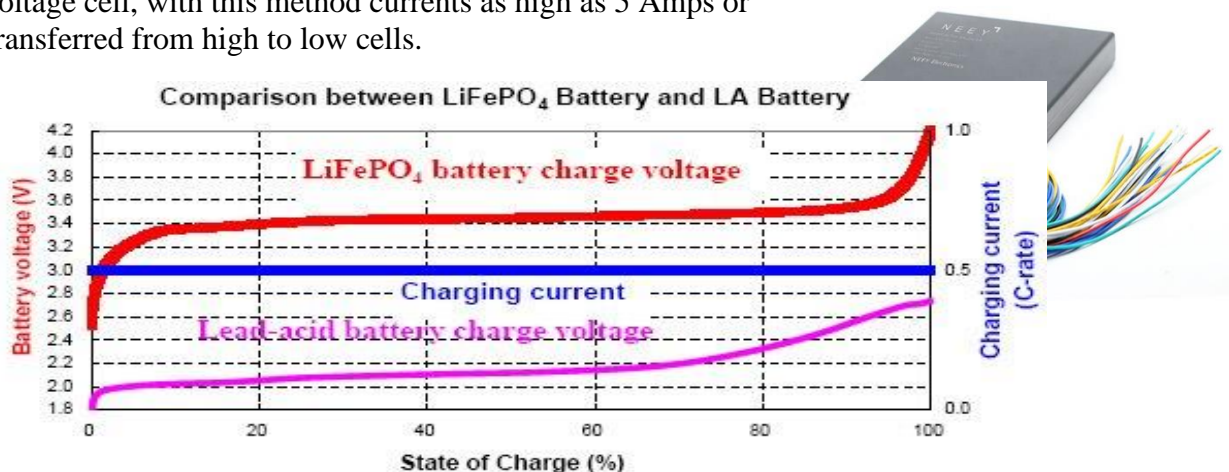 voltage cell, with this method currents as high as 5 Amps or
transferred from high to low cells.
NEEY
Comparison between LiFePO₄ Battery and LA Battery
4.2
4.0
3.8
3.6
3.4
3.2
3.0
2.8
2.6
2.4
2.2
2.0
1.8
Battery voltage (V)
LiFePO₄ battery charge voltage
Charging current
Lead-acid battery charge voltage
1.0
0.5
0.0
Charging current
(C-rate)
0 20 40 60 80 100
State of Charge (%)